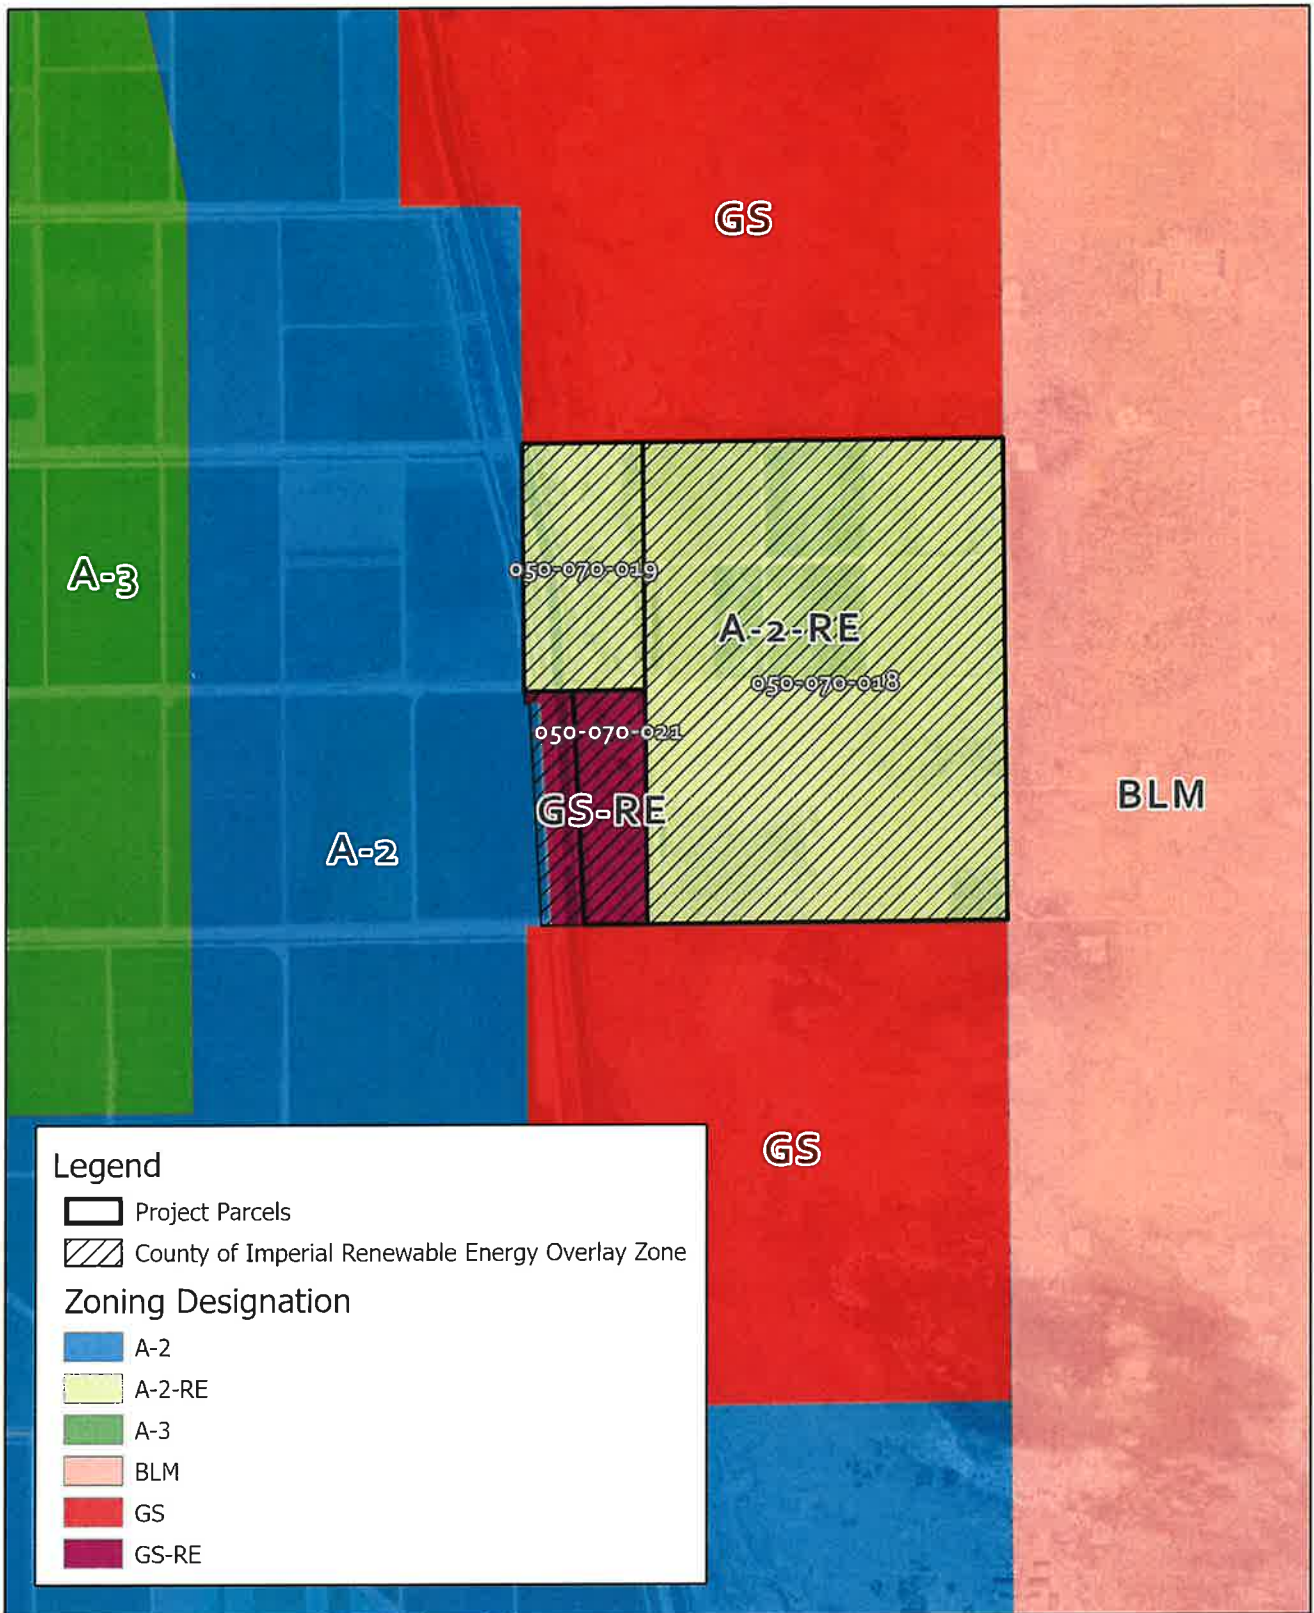 GS
050-070-019
A-3
A-2-RE
050-070-018
050-070-021
BLM
GS-RE
A-2
GS
Legend
Project Parcels
County of Imperial Renewable Energy Overlay Zone
Zoning Designation
A-2
A-2-RE
A-3
BLM
GS
GS-RE